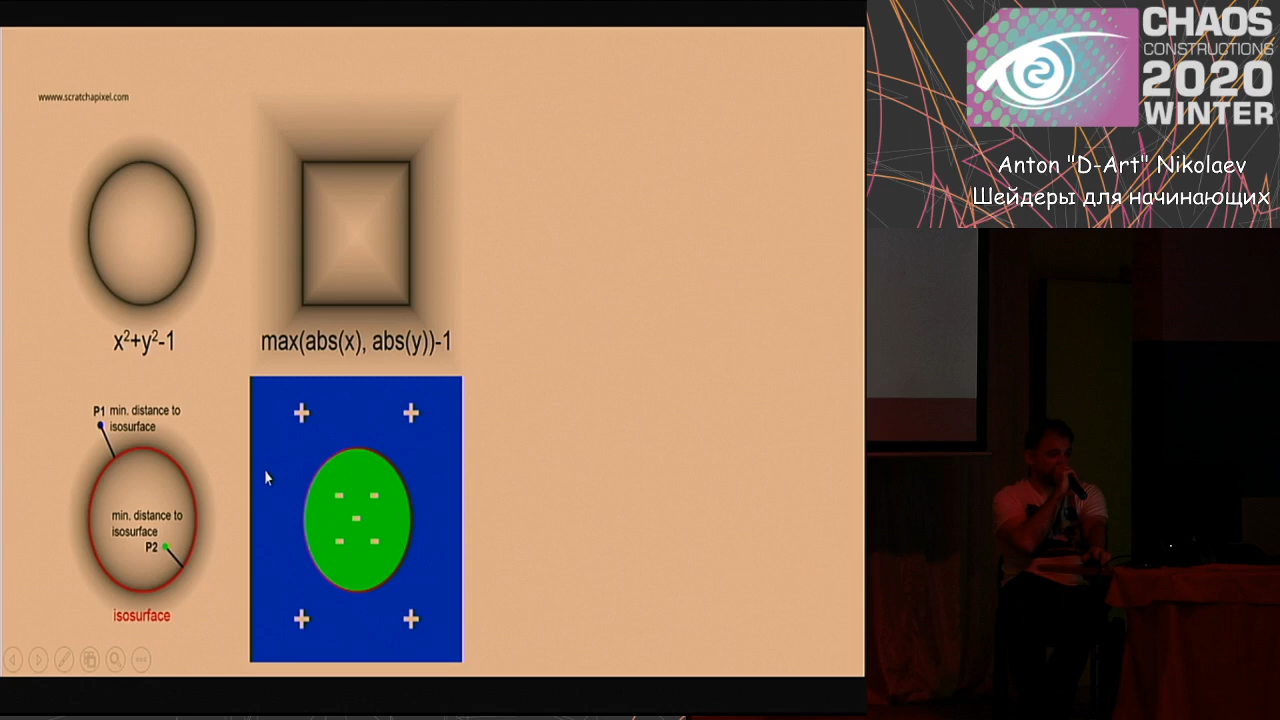 wwww.scratchapixel.com
x²+y²-1
max(abs(x), abs(y))-1
P1 min. distance to
isosurface
min. distance to
isosurface
P2
isosurface
CHAOS
CONSTRUCTIONS
2020
WINTER
Anton "D-Art" Nikolaev
Шейдеры для начинающих